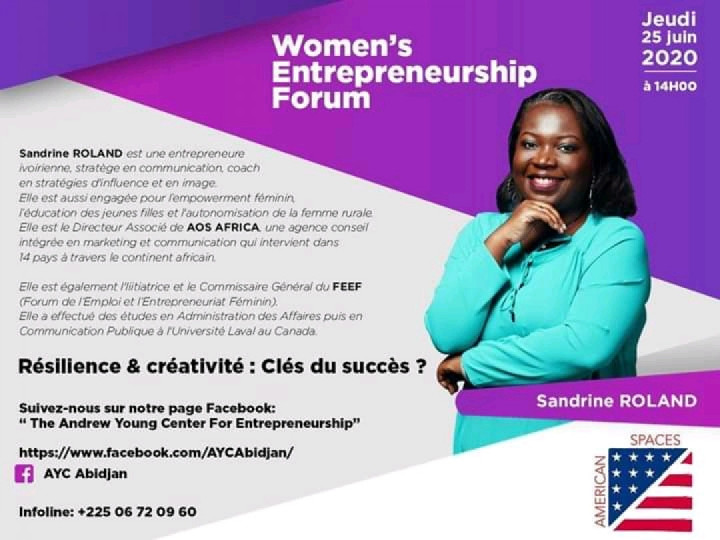 Women's
Entrepreneurship
Forum
Jeudi
25 juin
2020
à 14H00
Sandrine ROLAND est une entrepreneure
ivoirienne, stratège en communication, coach
en stratégies d'influence et en image.
Elle est aussi engagée pour l'empowerment féminin,
l'éducation des jeunes filles et l'autonomisation de la femme rurale.
Elle est le Directeur Associé de AOS AFRICA, une agence conseil
intégrée en marketing et communication qui intervient dans
14 pays à travers le continent africain.
Elle est également l'Iiitiatrice et le Commissaire Général du FEEF
(Forum de l'Emploi et l'Entrepreneuriat Féminin).
Elle a effectué des études en Administration des Affaires puis en
Communication Publique à l'Université Laval au Canada.
Résilience & créativité : Clés du succès ?
Suivez-nous sur notre page Facebook:
“ The Andrew Young Center For Entrepreneurship”
https://www.facebook.com/AYCAbidjan/
AYC Abidjan
Infoline: +225 06 72 09 60
Sandrine ROLAND
AMERICAN
SPACES